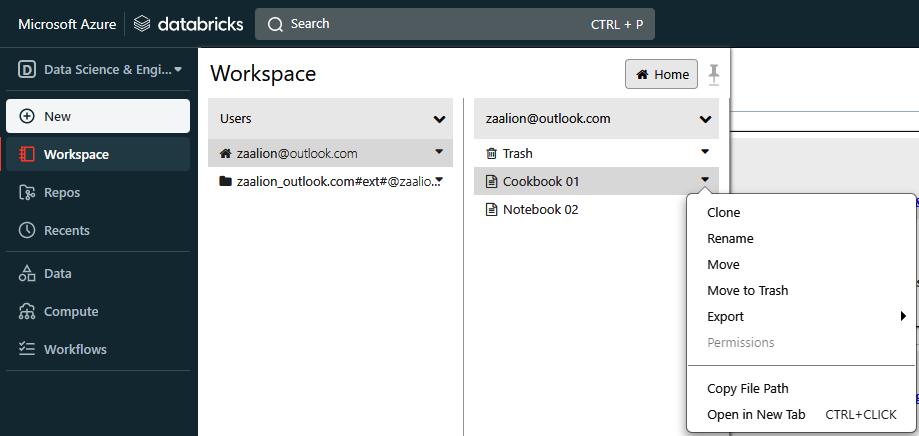 Microsoft Azure
databricks
Search
CTRL + P
Data Science & Engi...
New
Workspace
Repos
Recents
Data
Compute
Workflows
Workspace
Home
Users
zaalion@outlook.com
zaalion_outlook.com#ext#@zaalio...
zaalion@outlook.com
Trash
Cookbook 01
Notebook 02
Clone
Rename
Move
Move to Trash
Export
Permissions
Copy File Path
Open in New Tab CTRL+CLICK